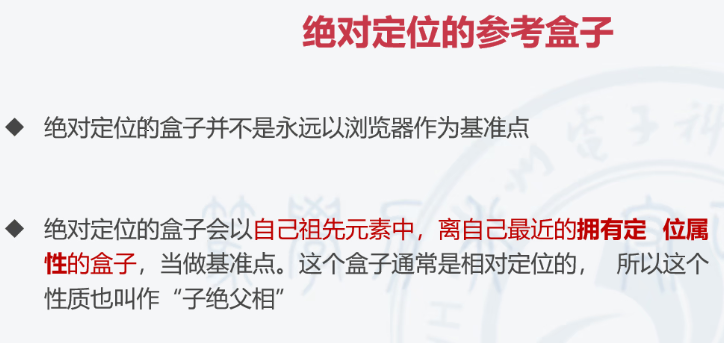 绝对定位的参考盒子
◆ 绝对定位的盒子并不是永远以浏览器作为基准点
◆ 绝对定位的盒子会以自己祖先元素中，离自己最近的拥有定 位属
性的盒子，当做基准点。这个盒子通常是相对定位的， 所以这个
性质也叫作“子绝父相”